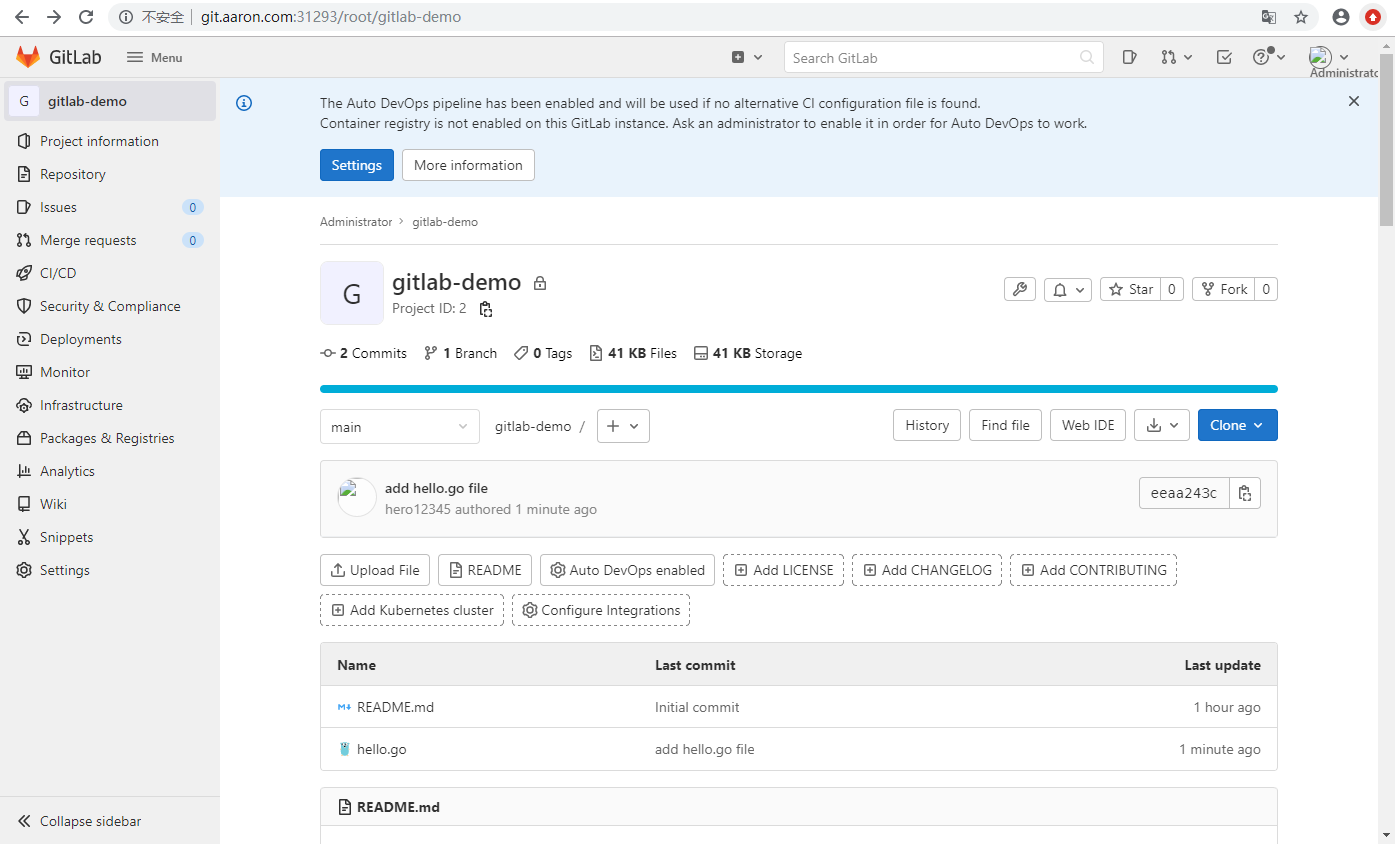 不安全 git.aaron.com:31293/root/gitlab-demo
GitLab Menu Search GitLab Administrator
G gitlab-demo
Project information
Repository
Issues 0
Merge requests 0
CI/CD
Security & Compliance
Deployments
Monitor
Infrastructure
Packages & Registries
Analytics
Wiki
Snippets
Settings
Collapse sidebar
The Auto DevOps pipeline has been enabled and will be used if no alternative CI configuration file is found.
Container registry is not enabled on this GitLab instance. Ask an administrator to enable it in order for Auto DevOps to work.
Settings More information
Administrator > gitlab-demo
G gitlab-demo
Project ID: 2
Star 0 Fork 0
2 Commits 1 Branch 0 Tags 41 KB Files 41 KB Storage
main gitlab-demo / History Find file Web IDE Clone
add hello.go file
hero12345 authored 1 minute ago
eeaa243c
Upload File README Auto DevOps enabled Add LICENSE Add CHANGELOG Add CONTRIBUTING
Add Kubernetes cluster Configure Integrations
Name Last commit Last update
README.md Initial commit 1 hour ago
hello.go add hello.go file 1 minute ago
README.md